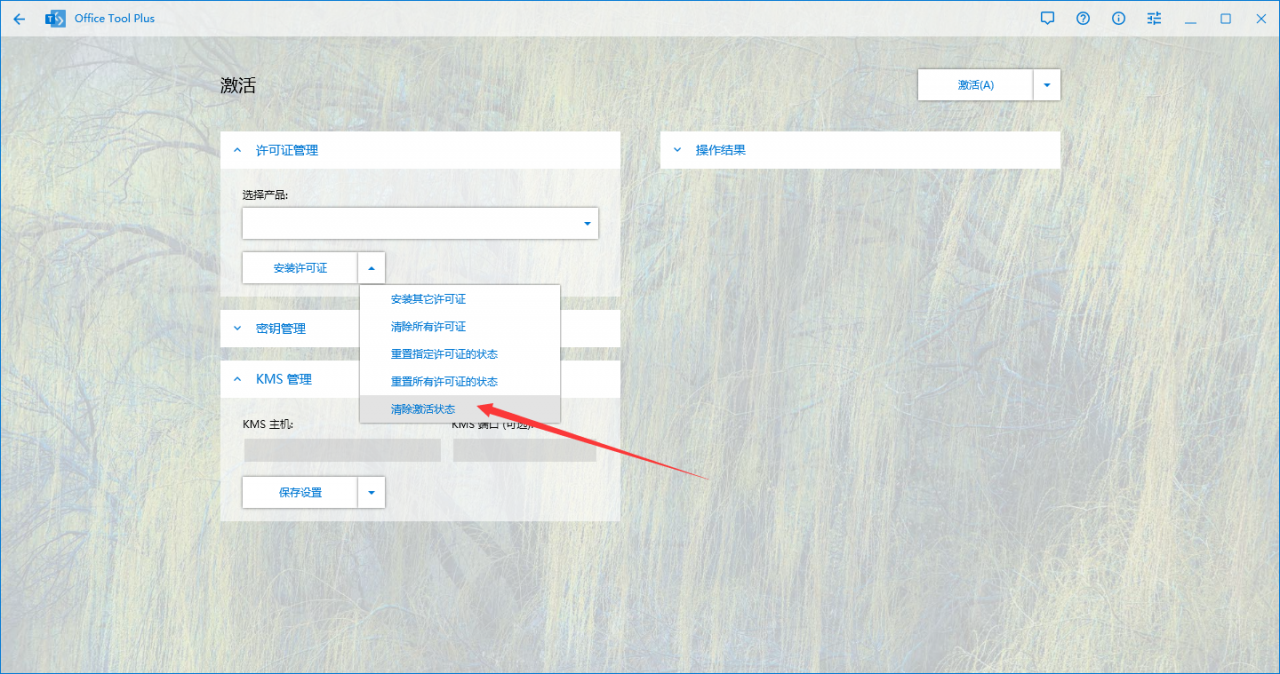 Office Tool Plus
激活
激活(A)
许可证管理
操作结果
选择产品:
安装许可证
安装其它许可证
清除所有许可证
密钥管理
重置指定许可证的状态
KMS 管理
重置所有许可证的状态
清除激活状态
KMS 主机:
KMS 端口 (可选):
保存设置